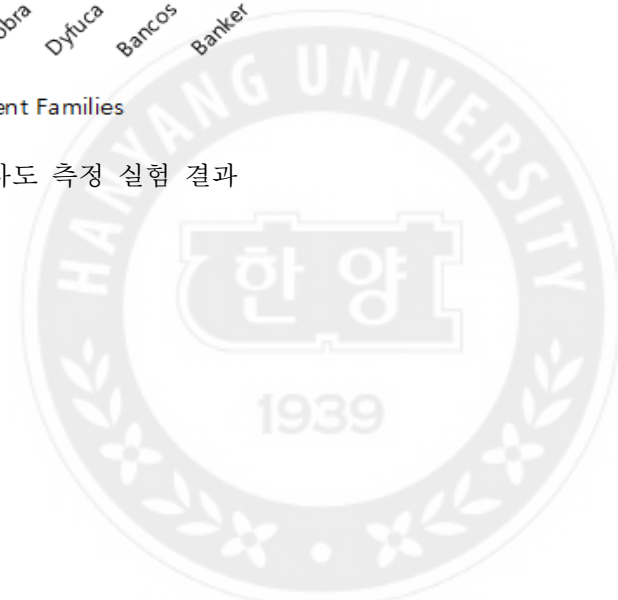 Dyfuca
Bancos
Banker
ent Families
도 측정 실험 결과
HANYANG UNIVERSITY
한양
1939